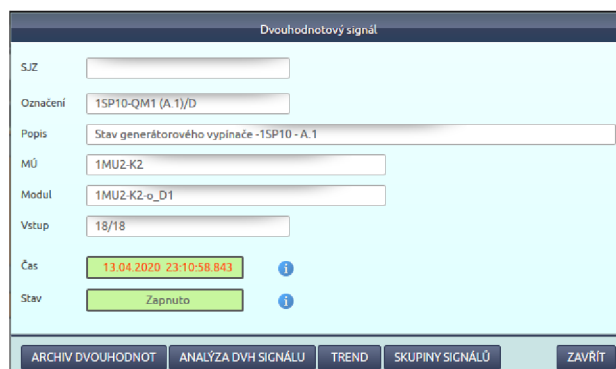 Dvouhodnotový signál
SJZ
Označení 1SP10-QM1 (A.1)/D
Popis Stav generátorového vypínače -1SP10 - A.1
MÚ 1MU2-K2
Modul 1MU2-K2-o_D1
Vstup 18/18
Čas 13.04.2020 23:10:58.843
Stav Zapnuto
ARCHIV DVOUHODNOT ANALÝZA DVH SIGNÁLU TREND SKUPINY SIGNÁLŮ ZAVŘÍT